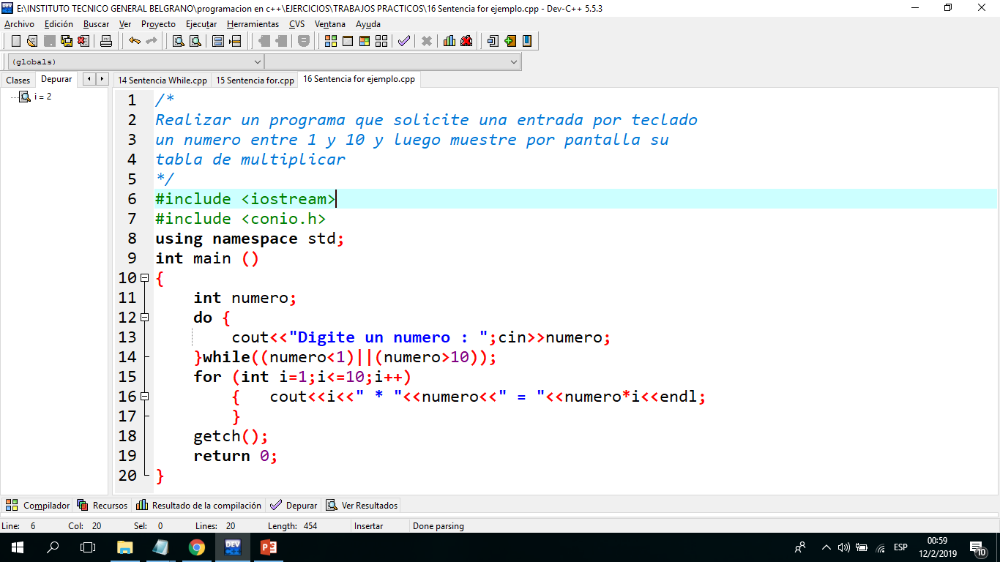 E:\INSTITUTO TECNICO GENERAL BELGRANO\programacion en c++\EJERCICIOS\TRABAJOS PRACTICOS\16 Sentencia for ejemplo.cpp - Dev-C++ 5.5.3
Archivo Edición Buscar Ver Proyecto Ejecutar Herramientas CVS Ventana Ayuda
(globals)
Clases Depurar 14 Sentencia While.cpp 15 Sentencia for.cpp 16 Sentencia for ejemplo.cpp
i = 2
1 /*
2 Realizar un programa que solicite una entrada por teclado
3 un numero entre 1 y 10 y luego muestre por pantalla su
4 tabla de multiplicar
5 */
6 #include <iostream>
7 #include <conio.h>
8 using namespace std;
9 int main ()
10 {
11 int numero;
12 do {
13 cout<<"Digite un numero : ";cin>>numero;
14 }while((numero<1)||(numero>10));
15 for (int i=1;i<=10;i++)
16 { cout<<i<<" * "<<numero<<" = "<<numero*i<<endl;
17 }
18 getch();
19 return 0;
20 }
Compilador Recursos Resultado de la compilación Depurar Ver Resultados
Line: 6 Col: 20 Sel: 0 Lines: 20 Length: 454 Insertar Done parsing
DEV C++ ESP 00:59
12/2/2019 10